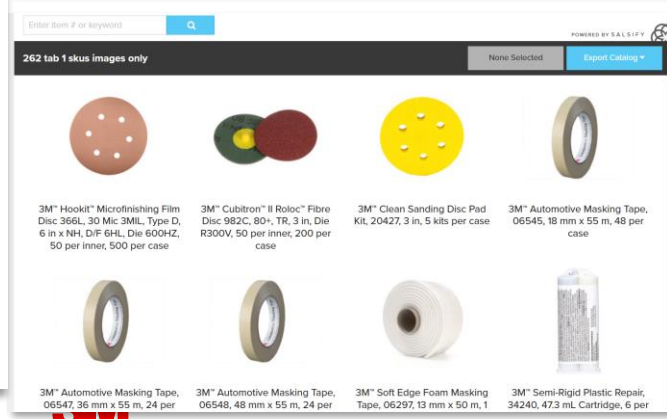 Enter item # or keyword
POWERED BY SALSIFY
262 tab 1 skus images only
None Selected
Export Catalog
3M™ Hookit™ Microfinishing Film
Disc 366L, 30 Mic 3MIL, Type D,
6 in x NH, D/F 6HL, Die 600HZ,
50 per inner, 500 per case
3M™ Cubitron™ II Roloc™ Fibre
Disc 982C, 80+, TR, 3 in, Die
R300V, 50 per inner, 200 per
case
3M™ Clean Sanding Disc Pad
Kit, 20427, 3 in, 5 kits per case
3M™ Automotive Masking Tape,
06545, 18 mm x 55 m, 48 per
case
3M™ Automotive Masking Tape,
06547, 36 mm x 55 m, 24 per
3M™ Automotive Masking Tape,
06548, 48 mm x 55 m, 24 per
3M™ Soft Edge Foam Masking
Tape, 06297, 13 mm x 50 m, 1
3M™ Semi-Rigid Plastic Repair,
34240, 47.3 mL Cartridge, 6 per